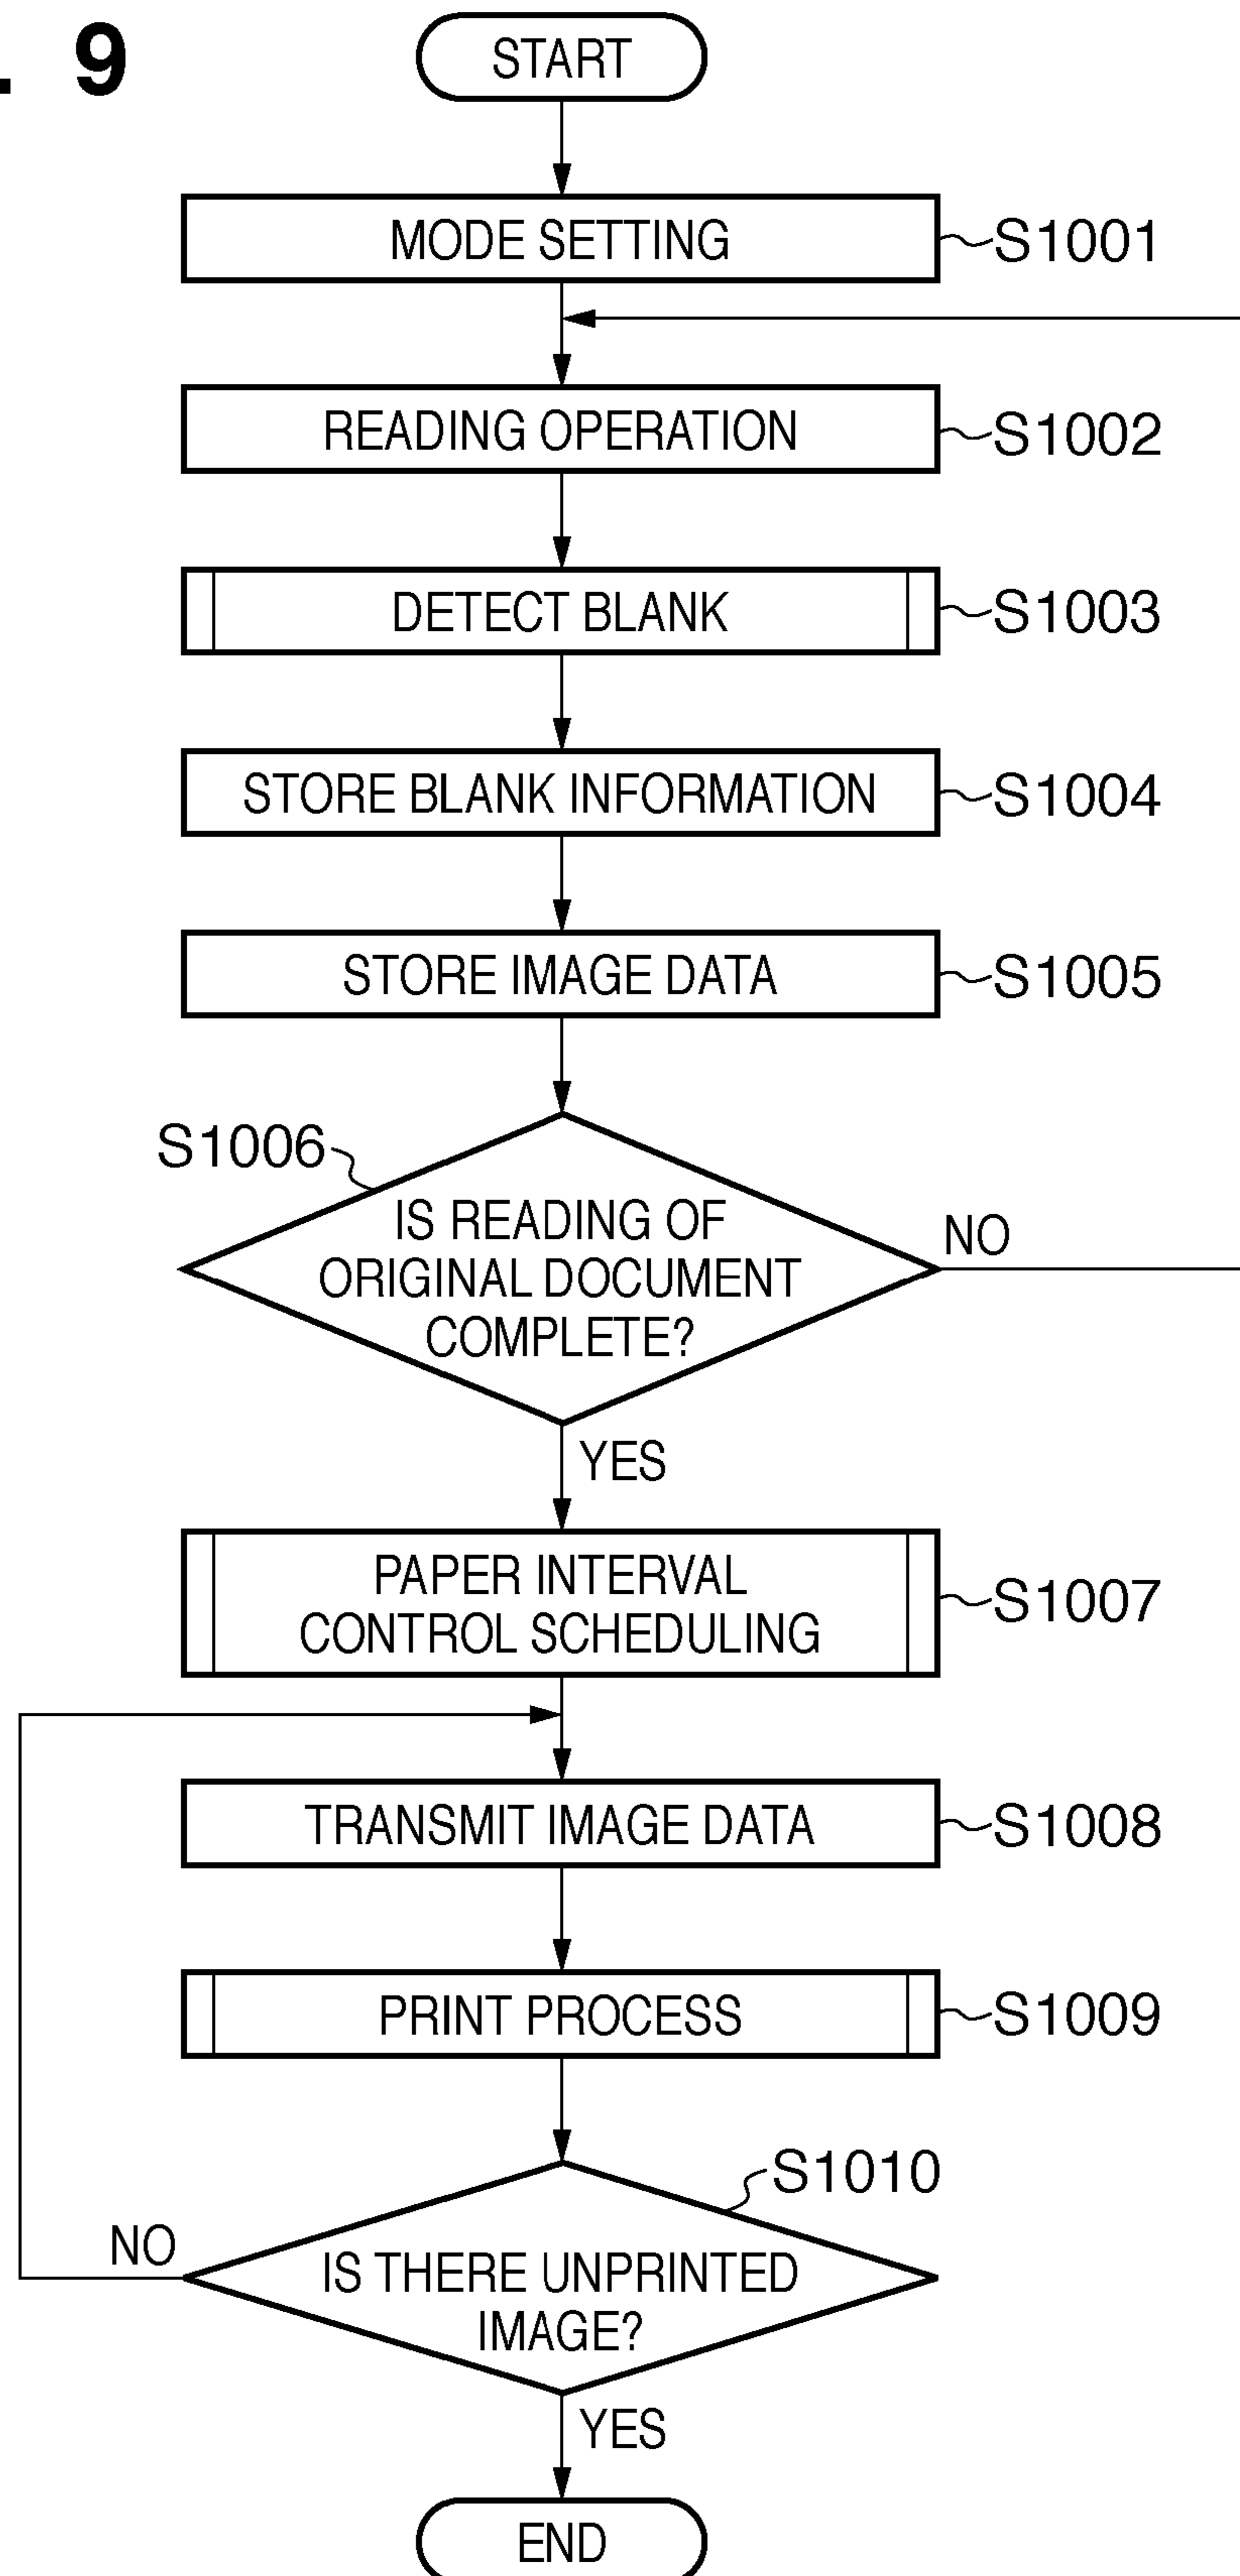 . 9
START
MODE SETTING
S1001
READING OPERATION
S1002
DETECT BLANK
S1003
STORE BLANK INFORMATION
S1004
STORE IMAGE DATA
S1005
S1006
IS READING OF
ORIGINAL DOCUMENT
COMPLETE?
NO
YES
PAPER INTERVAL
CONTROL SCHEDULING
S1007
TRANSMIT IMAGE DATA
S1008
PRINT PROCESS
S1009
S1010
NO
IS THERE UNPRINTED
IMAGE?
YES
END